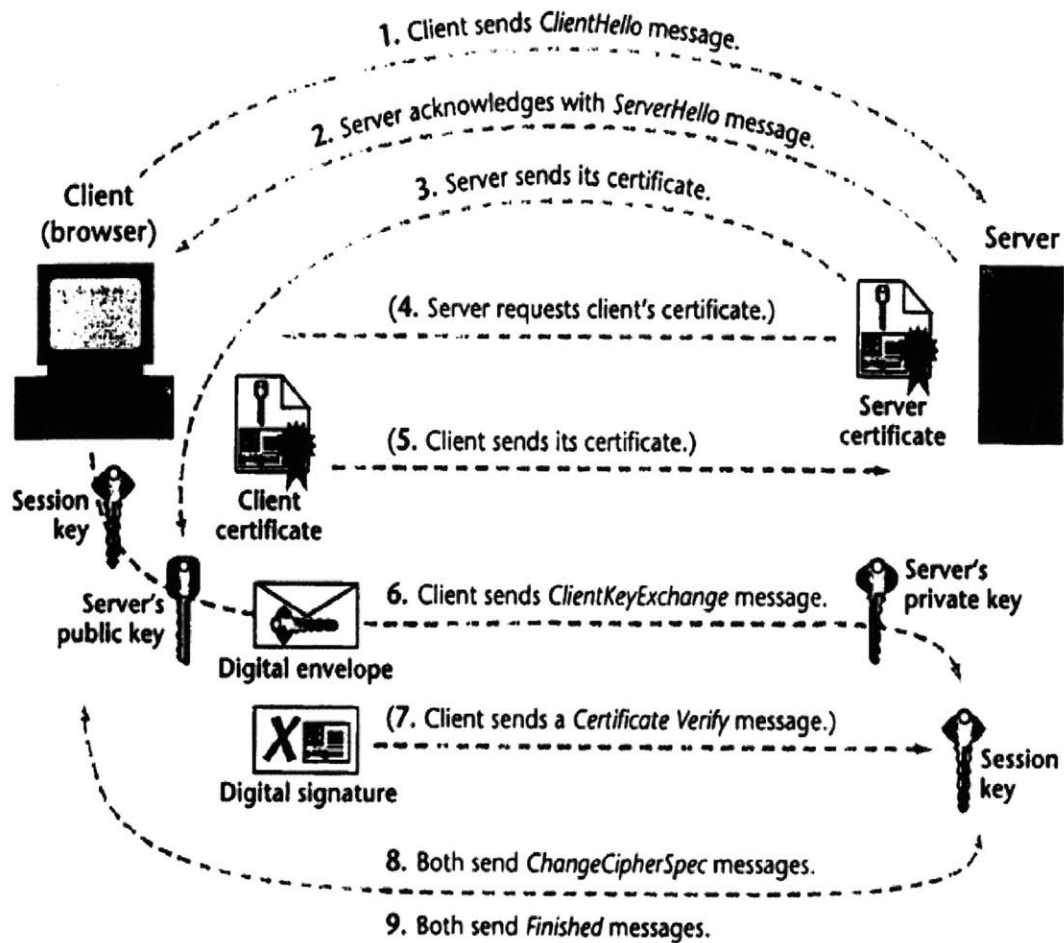 1. Client sends ClientHello message.
2. Server acknowledges with ServerHello message.
3. Server sends its certificate.
Client
(browser)
Server
(4. Server requests client's certificate.)
Server
certificate
(5. Client sends its certificate.)
Client
certificate
Session
key
Server's
public key
6. Client sends ClientKeyExchange message.
Server's
private key
Digital envelope
(7. Client sends a Certificate Verify message.)
Digital signature
Session
key
8. Both send ChangeCipherSpec messages.
9. Both send Finished messages.